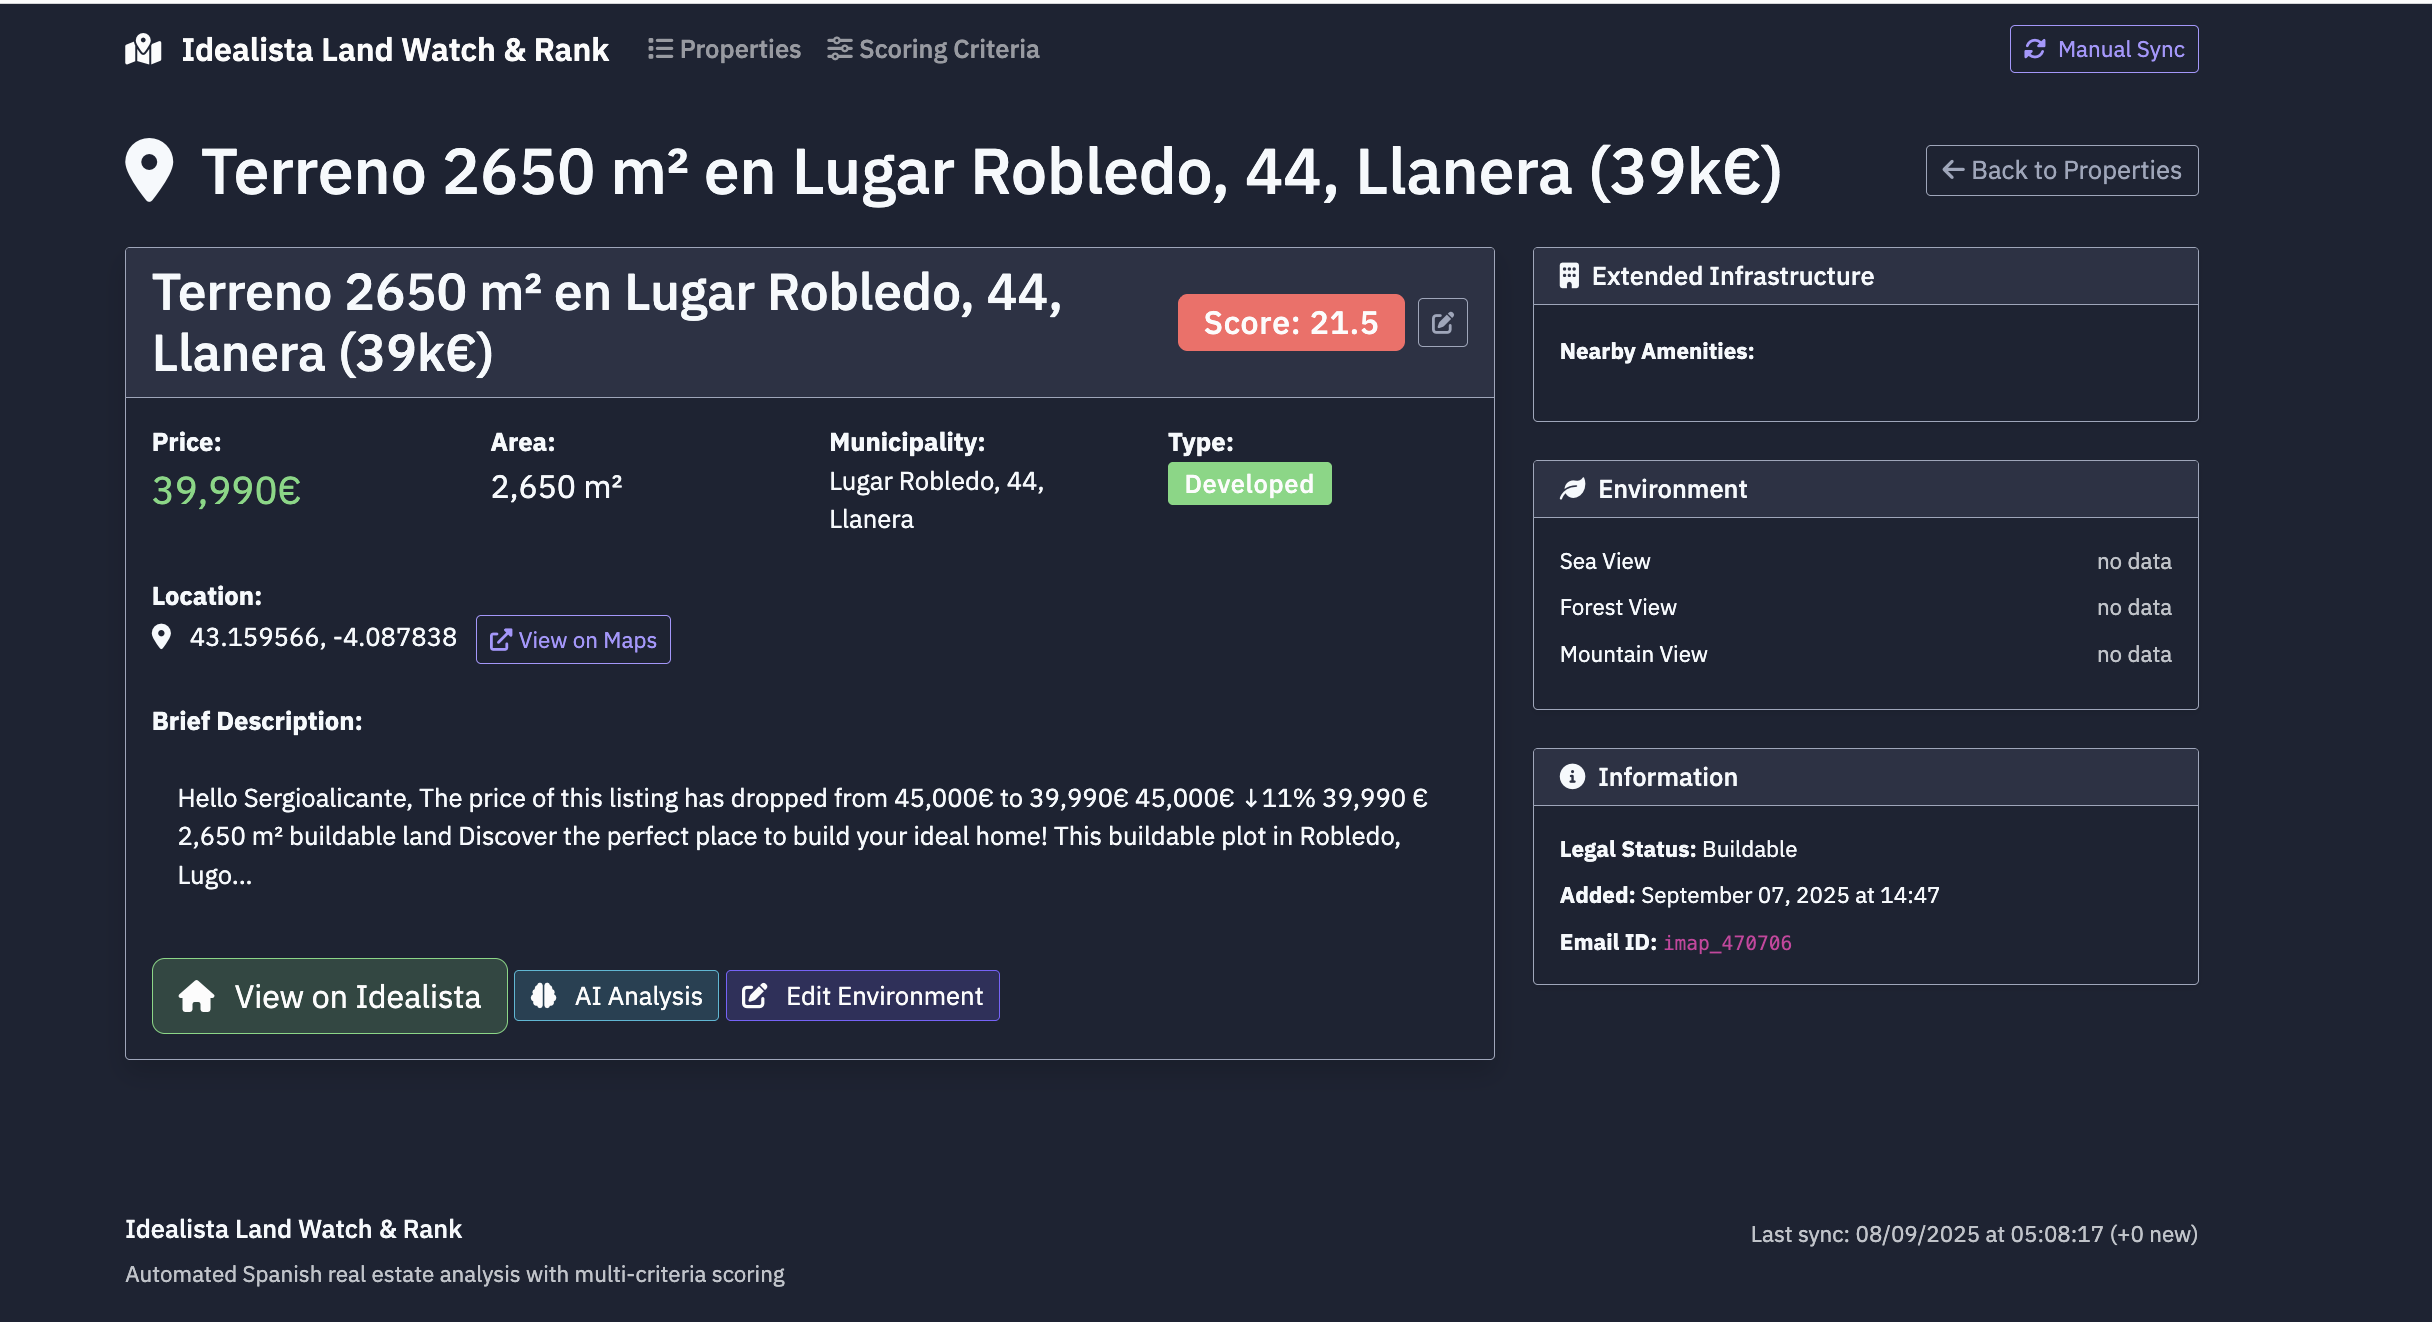 Idealista Land Watch & Rank
Properties
Scoring Criteria
Manual Sync
Terreno 2650 m² en Lugar Robledo, 44, Llanera (39k€)
Back to Properties
Terreno 2650 m² en Lugar Robledo, 44,
Llanera (39k€)
Score: 21.5
Price:
39,990€
Area:
2,650 m²
Municipality:
Lugar Robledo, 44,
Llanera
Type:
Developed
Location:
43.159566, -4.087838
View on Maps
Brief Description:
Hello Sergioalicante, The price of this listing has dropped from 45,000€ to 39,990€ 45,000€ ↓11% 39,990 €
2,650 m² buildable land Discover the perfect place to build your ideal home! This buildable plot in Robledo,
Lugo...
View on Idealista
AI Analysis
Edit Environment
Extended Infrastructure
Nearby Amenities:
Environment
Sea View no data
Forest View no data
Mountain View no data
Information
Legal Status: Buildable
Added: September 07, 2025 at 14:47
Email ID: imap_470706
Idealista Land Watch & Rank
Automated Spanish real estate analysis with multi-criteria scoring
Last sync: 08/09/2025 at 05:08:17 (+0 new)